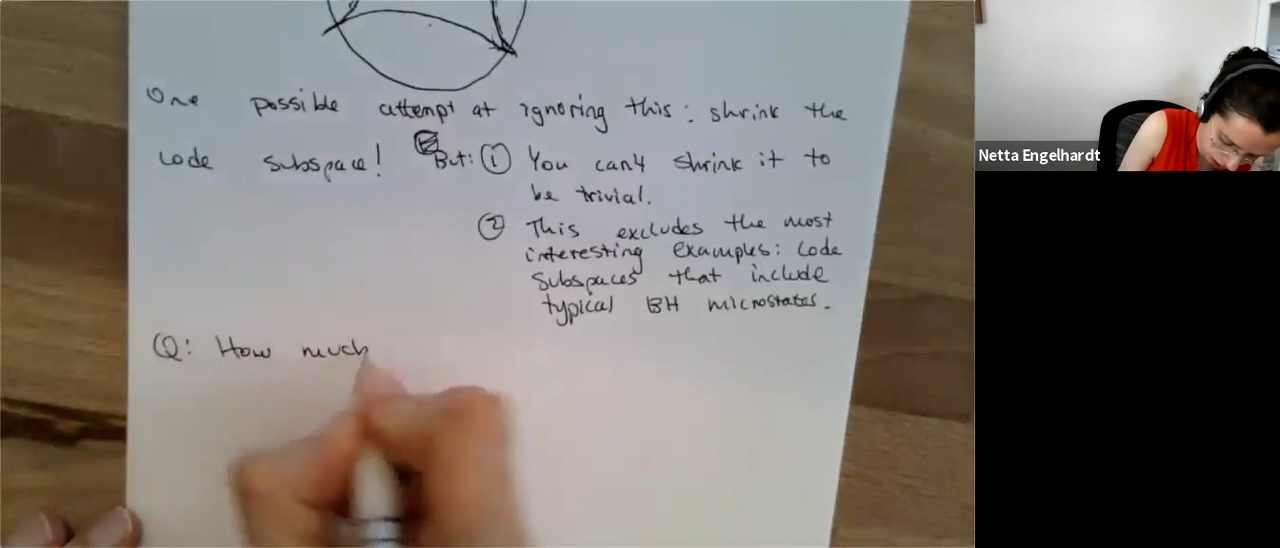 One possible attempt at ignoring this: shrink the
code subspace! But: ① You can't shrink it to
be trivial.
② This excludes the most
interesting examples: code
subspaces that include
typical BH microstates.
Q: How much
Netta Engelhardt